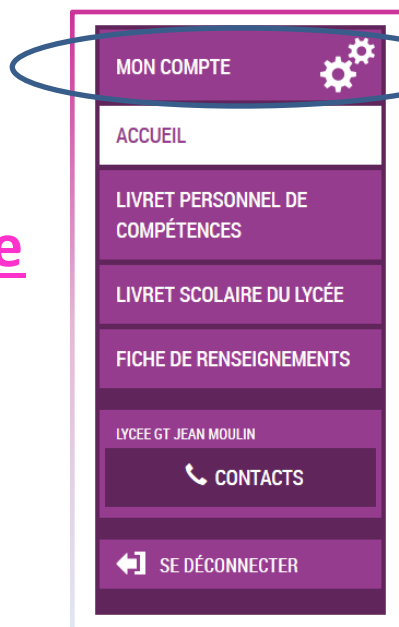 MON COMPTE
ACCUEIL
e
LIVRET PERSONNEL DE
COMPÉTENCES
LIVRET SCOLAIRE DU LYCÉE
FICHE DE RENSEIGNEMENTS
LYCEE GT JEAN MOULIN
CONTACTS
SE DÉCONNECTER